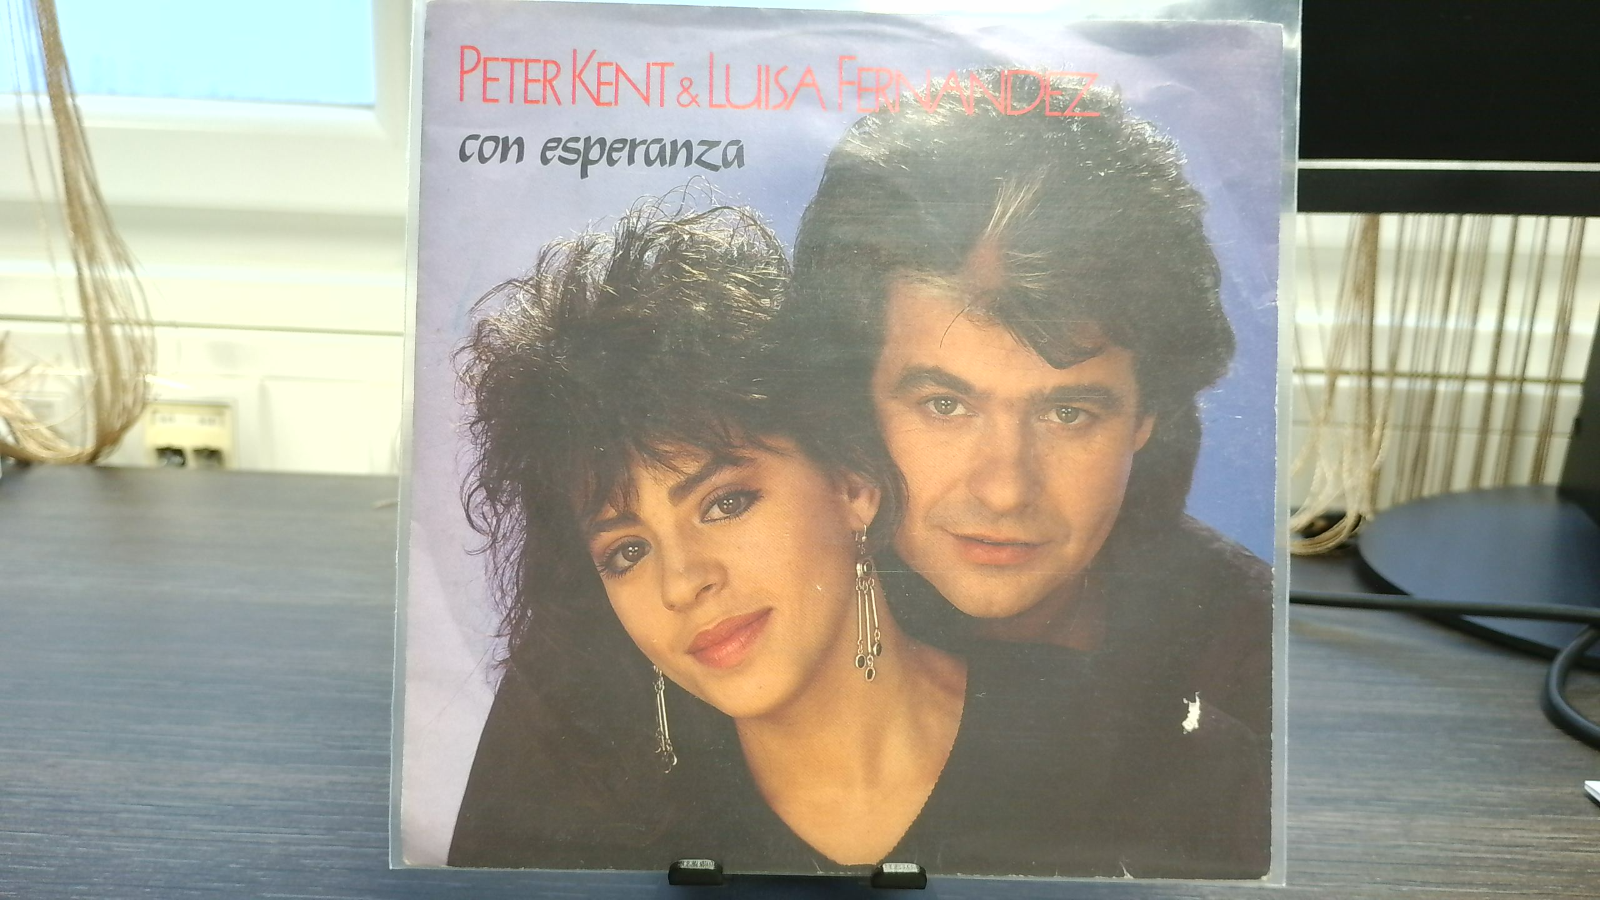 PETER KENT & LUISA FERNANDEZ
con esperanza